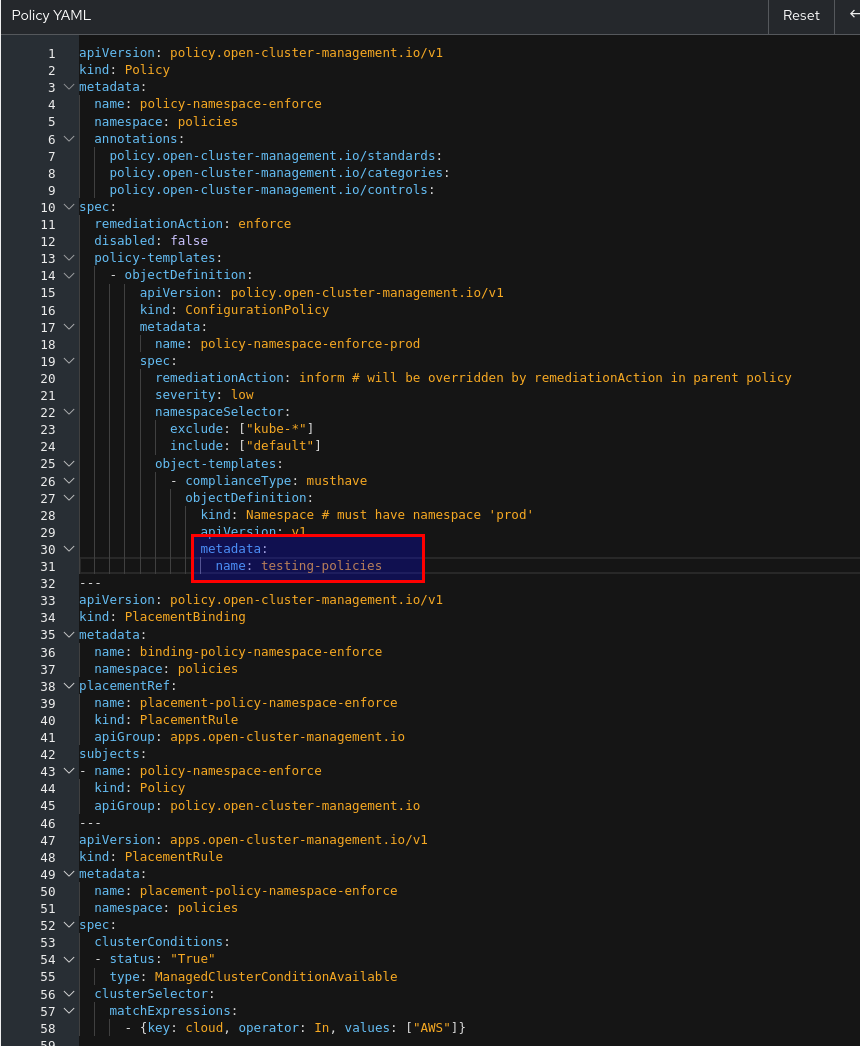 Policy YAML
Reset
1 apiVersion: policy.open-cluster-management.io/v1
2 kind: Policy
3 metadata:
4   name: policy-namespace-enforce
5   namespace: policies
6   annotations:
7     policy.open-cluster-management.io/standards:
8     policy.open-cluster-management.io/categories:
9     policy.open-cluster-management.io/controls:
10 spec:
11   remediationAction: enforce
12   disabled: false
13   policy-templates:
14     - objectDefinition:
15         apiVersion: policy.open-cluster-management.io/v1
16         kind: ConfigurationPolicy
17         metadata:
18           name: policy-namespace-enforce-prod
19         spec:
20           remediationAction: inform # will be overridden by remediationAction in parent policy
21           severity: low
22           namespaceSelector:
23             exclude: ["kube-*"]
24             include: ["default"]
25           object-templates:
26             - complianceType: musthave
27               objectDefinition:
28                 kind: Namespace # must have namespace 'prod'
29                 apiVersion: v1
30                 metadata:
31                   name: testing-policies
32 ---
33 apiVersion: policy.open-cluster-management.io/v1
34 kind: PlacementBinding
35 metadata:
36   name: binding-policy-namespace-enforce
37   namespace: policies
38 placementRef:
39   name: placement-policy-namespace-enforce
40   kind: PlacementRule
41   apiGroup: apps.open-cluster-management.io
42 subjects:
43 - name: policy-namespace-enforce
44   kind: Policy
45   apiGroup: policy.open-cluster-management.io
46 ---
47 apiVersion: apps.open-cluster-management.io/v1
48 kind: PlacementRule
49 metadata:
50   name: placement-policy-namespace-enforce
51   namespace: policies
52 spec:
53   clusterConditions:
54   - status: "True"
55     type: ManagedClusterConditionAvailable
56   clusterSelector:
57     matchExpressions:
58       - {key: cloud, operator: In, values: ["AWS"]}
59